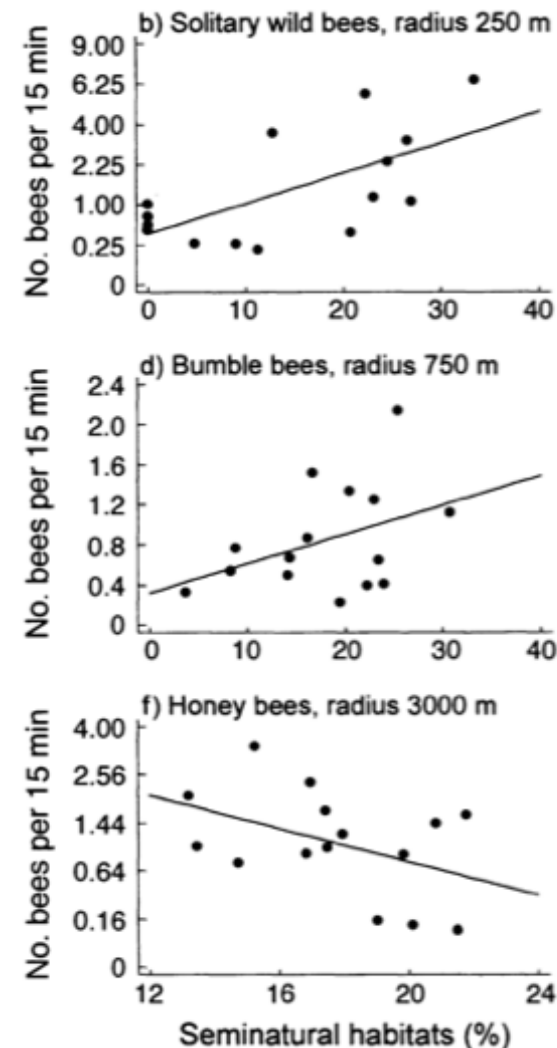 b) Solitary wild bees, radius 250 m
No. bees per 15 min
9.00
6.25
4.00
2.25
1.00
0.25
0
0 10 20 30 40
d) Bumble bees, radius 750 m
No. bees per 15 min
2.4
2.0
1.6
1.2
0.8
0.4
0
0 10 20 30 40
f) Honey bees, radius 3000 m
No. bees per 15 min
4.00
2.56
1.44
0.64
0.16
0
12 16 20 24
Seminatural habitats (%)